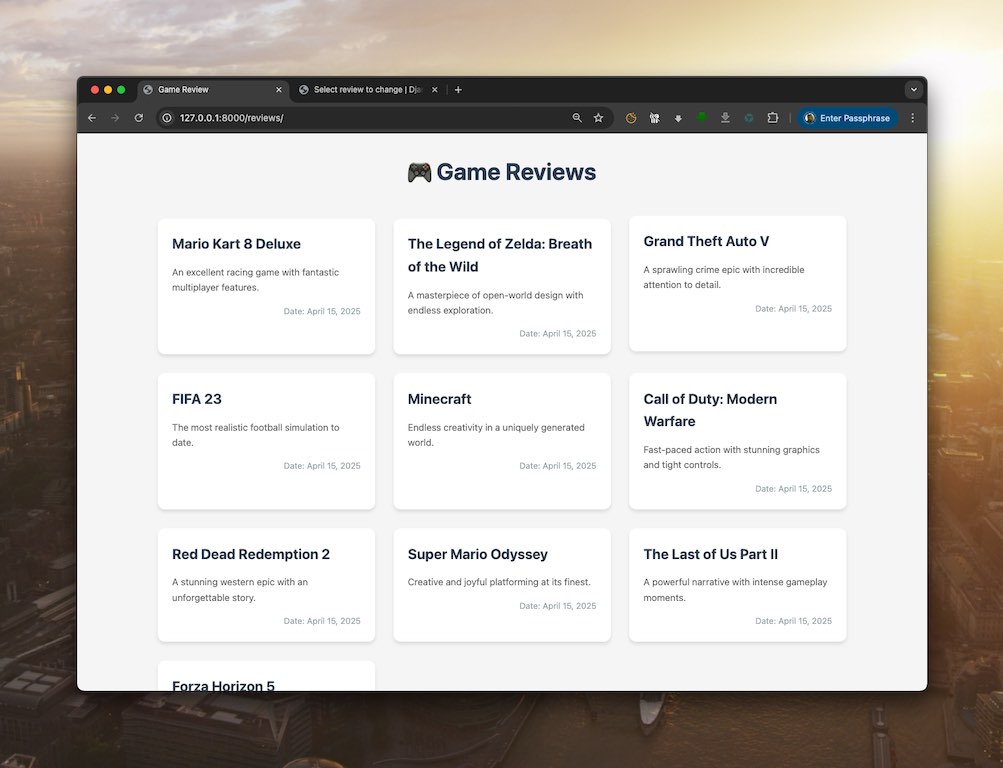 Game Review
Select review to change | Dja
127.0.0.1:8000/reviews/
Enter Passphrase
🎮 Game Reviews
Mario Kart 8 Deluxe
An excellent racing game with fantastic
multiplayer features.
Date: April 15, 2025
The Legend of Zelda: Breath
of the Wild
A masterpiece of open-world design with
endless exploration.
Date: April 15, 2025
Grand Theft Auto V
A sprawling crime epic with incredible
attention to detail.
Date: April 15, 2025
FIFA 23
The most realistic football simulation to
date.
Date: April 15, 2025
Minecraft
Endless creativity in a uniquely generated
world.
Date: April 15, 2025
Call of Duty: Modern
Warfare
Fast-paced action with stunning graphics
and tight controls.
Date: April 15, 2025
Red Dead Redemption 2
A stunning western epic with an
unforgettable story.
Date: April 15, 2025
Super Mario Odyssey
Creative and joyful platforming at its finest.
Date: April 15, 2025
The Last of Us Part II
A powerful narrative with intense gameplay
moments.
Date: April 15, 2025
Forza Horizon 5